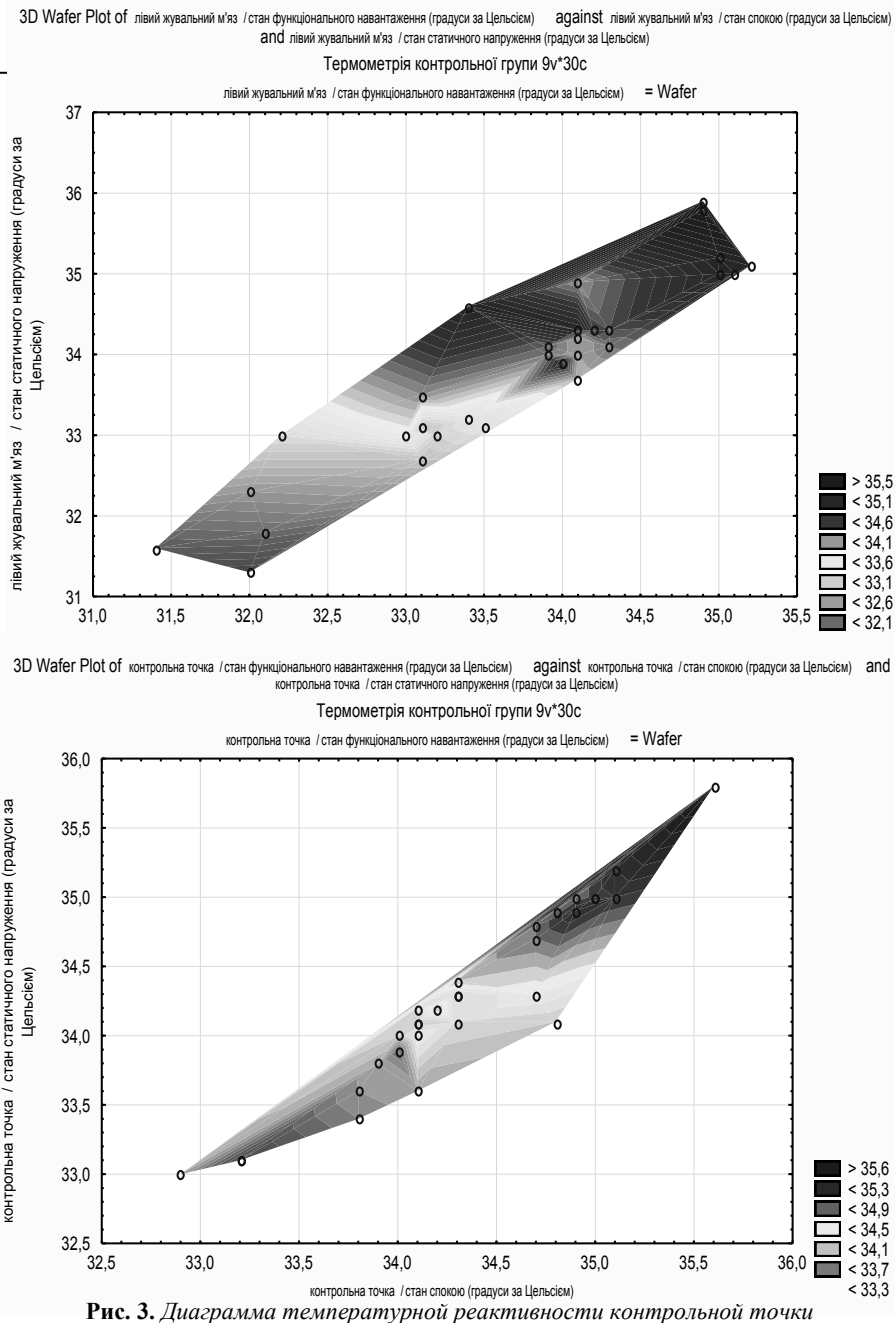 3D Wafer Plot of лівий жувальний м'яз / стан функціонального навантаження (градуси за Цельсієм) against лівий жувальний м'яз / стан спокою (градуси за Цельсієм)
and лівий жувальний м'яз / стан статичного напруження (градуси за Цельсієм)
Термометрія контрольної групи 9v*30c
лівий жувальний м'яз / стан функціонального навантаження (градуси за Цельсієм) = Wafer
лівий жувальний м'яз / стан статичного напруження (градуси за
Цельсієм)
37
36
35
34
33
32
31
31,0 31,5 32,0 32,5 33,0 33,5 34,0 34,5 35,0 35,5
> 35,5
< 35,1
< 34,6
< 34,1
< 33,6
< 33,1
< 32,6
< 32,1
3D Wafer Plot of контрольна точка / стан функціонального навантаження (градуси за Цельсієм) against контрольна точка / стан спокою (градуси за Цельсієм) and
контрольна точка / стан статичного напруження (градуси за Цельсієм)
Термометрія контрольної групи 9v*30c
контрольна точка / стан функціонального навантаження (градуси за Цельсієм) = Wafer
контрольна точка / стан статичного напруження (градуси за
Цельсієм)
36,0
35,5
35,0
34,5
34,0
33,5
33,0
32,5
32,5 33,0 33,5 34,0 34,5 35,0 35,5 36,0
контрольна точка / стан спокою (градуси за Цельсієм)
> 35,6
< 35,3
< 34,9
< 34,5
< 34,1
< 33,7
< 33,3
Рис. 3. Диаграмма температурной реактивности контрольной точки